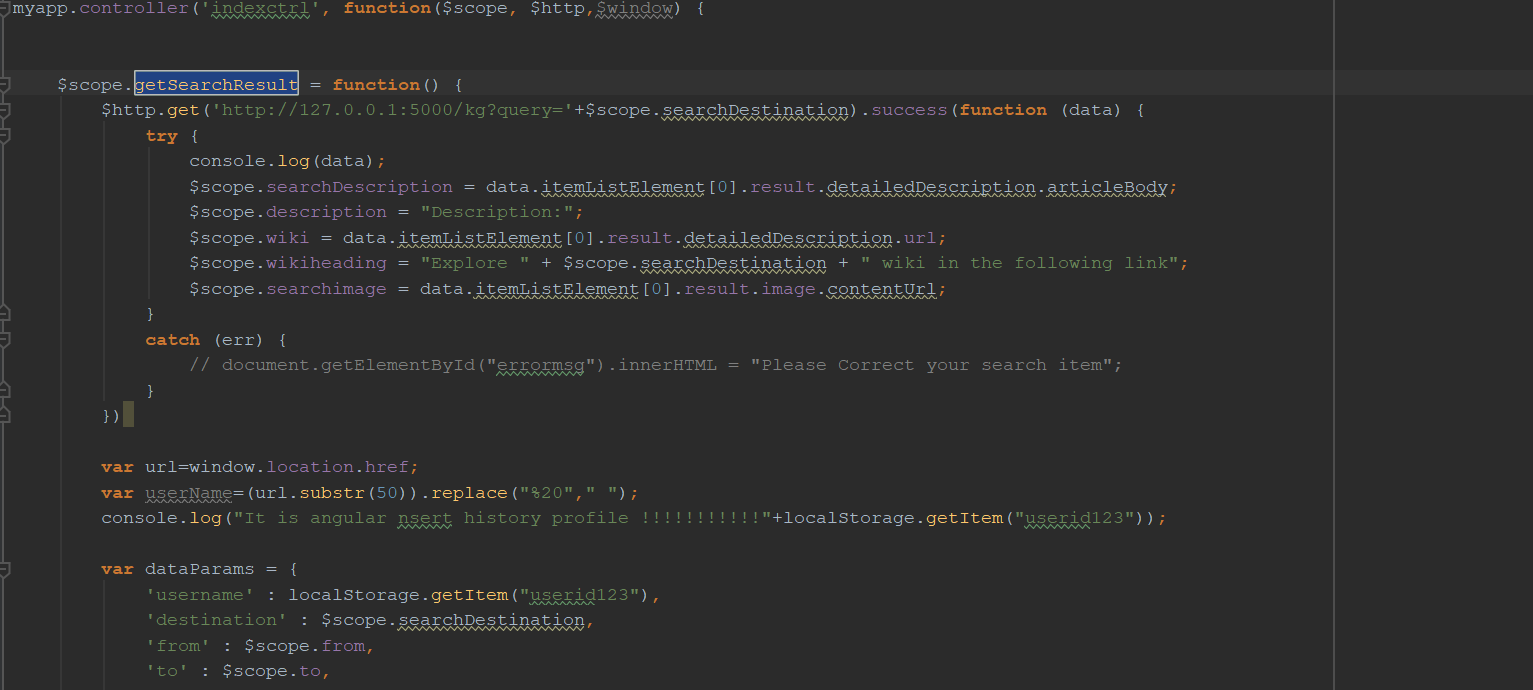 myapp.controller('indexctrl', function($scope, $http,$window) {
$scope.getSearchResult = function() {
$http.get('http://127.0.0.1:5000/kg?query='+$scope.searchDestination).success(function (data) {
try {
console.log(data);
$scope.searchDescription = data.itemListElement[0].result.detailedDescription.articleBody;
$scope.description = "Description:";
$scope.wiki = data.itemListElement[0].result.detailedDescription.url;
$scope.wikiheading = "Explore " + $scope.searchDestination + " wiki in the following link";
$scope.searchimage = data.itemListElement[0].result.image.contentUrl;
}
catch (err) {
// document.getElementById("errormsg").innerHTML = "Please Correct your search item";
}
})
var url=window.location.href;
var userName=(url.substr(50)).replace("%20"," ");
console.log("It is angular nsert history profile !!!!!!!!!!!"+localStorage.getItem("userid123"));
var dataParams = {
'username' : localStorage.getItem("userid123"),
'destination' : $scope.searchDestination,
'from' : $scope.from,
'to' : $scope.to,